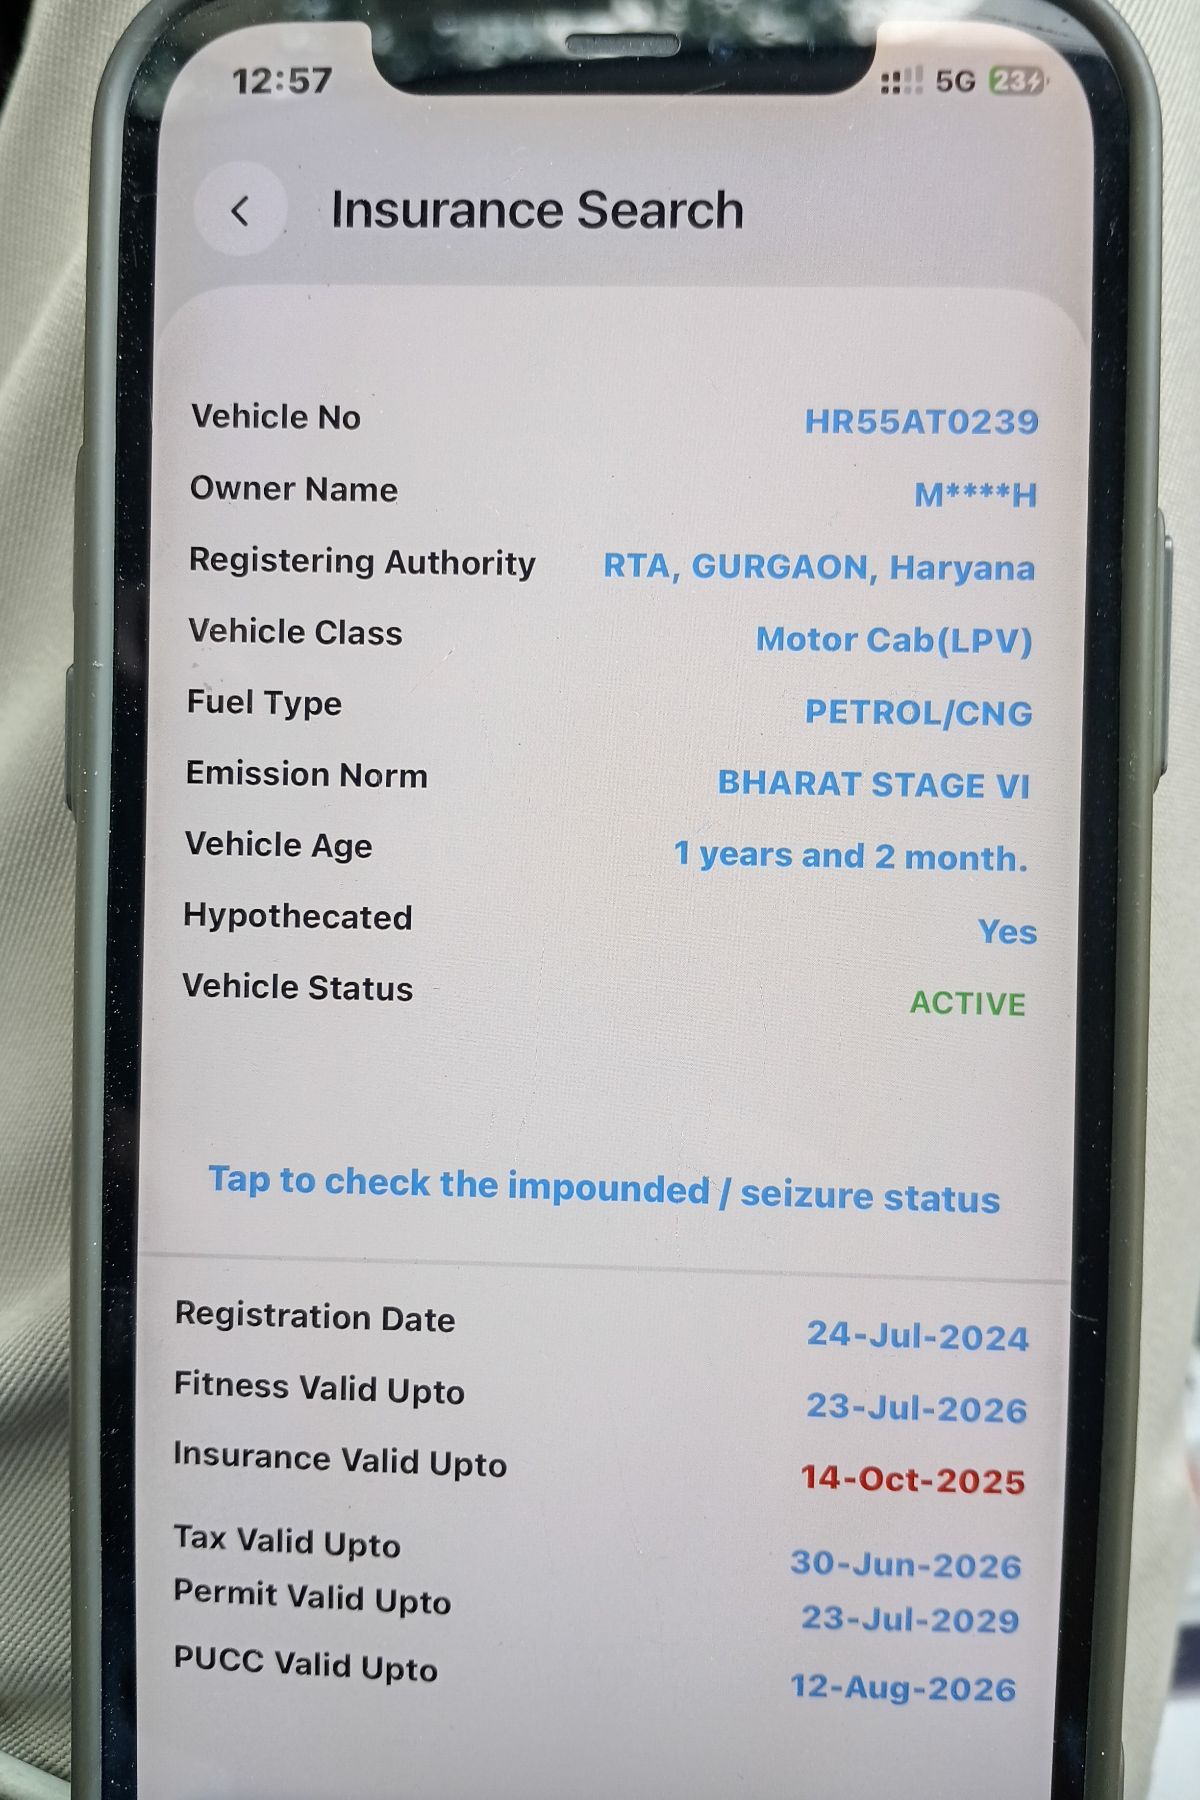 12:57 5G 23
Insurance Search
Vehicle No HR55AT0239
Owner Name M****H
Registering Authority RTA, GURGAON, Haryana
Vehicle Class Motor Cab(LPV)
Fuel Type PETROL/CNG
Emission Norm BHARAT STAGE VI
Vehicle Age 1 years and 2 month.
Hypothecated Yes
Vehicle Status ACTIVE
Tap to check the impounded / seizure status
Registration Date 24-Jul-2024
Fitness Valid Upto 23-Jul-2026
Insurance Valid Upto 14-Oct-2025
Tax Valid Upto 30-Jun-2026
Permit Valid Upto 23-Jul-2029
PUCC Valid Upto 12-Aug-2026